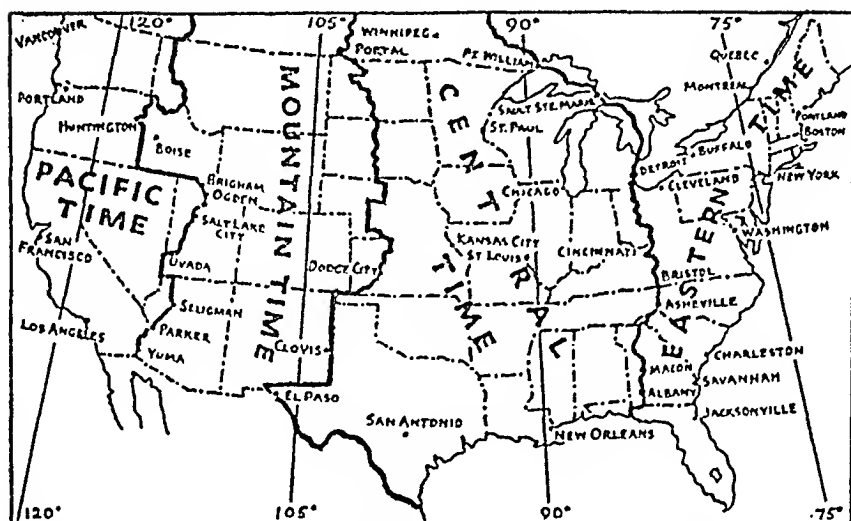 120° 105° 90° 75°
VANCOUVER
WINNIPEG
PORTAL
FT. WILLIAM
QUEBEC
MONTREAL
PORTLAND
HUNTINGTON
BOISE
MOUNTAIN TIME
CENTRAL TIME
SAULT STE. MARIE
ST. PAUL
EASTERN TIME
PORTLAND
BOSTON
BUFFALO
DETROIT
NEW YORK
CLEVELAND
PACIFIC
TIME
BRIGHAM
OGDEN
SALT LAKE
CITY
CHICAGO
WASHINGTON
SAN
FRANCISCO
UVADA
DODGE CITY
KANSAS CITY
ST. LOUIS
CINCINNATI
BRISTOL
ASHEVILLE
LOS ANGELES
SELIGMAN
PARKER
YUMA
CLOVIS
CHARLESTON
MACON
SAVANNAH
ALBANY
EL PASO
SAN ANTONIO
NEW ORLEANS
JACKSONVILLE
120° 105° 90° 75°